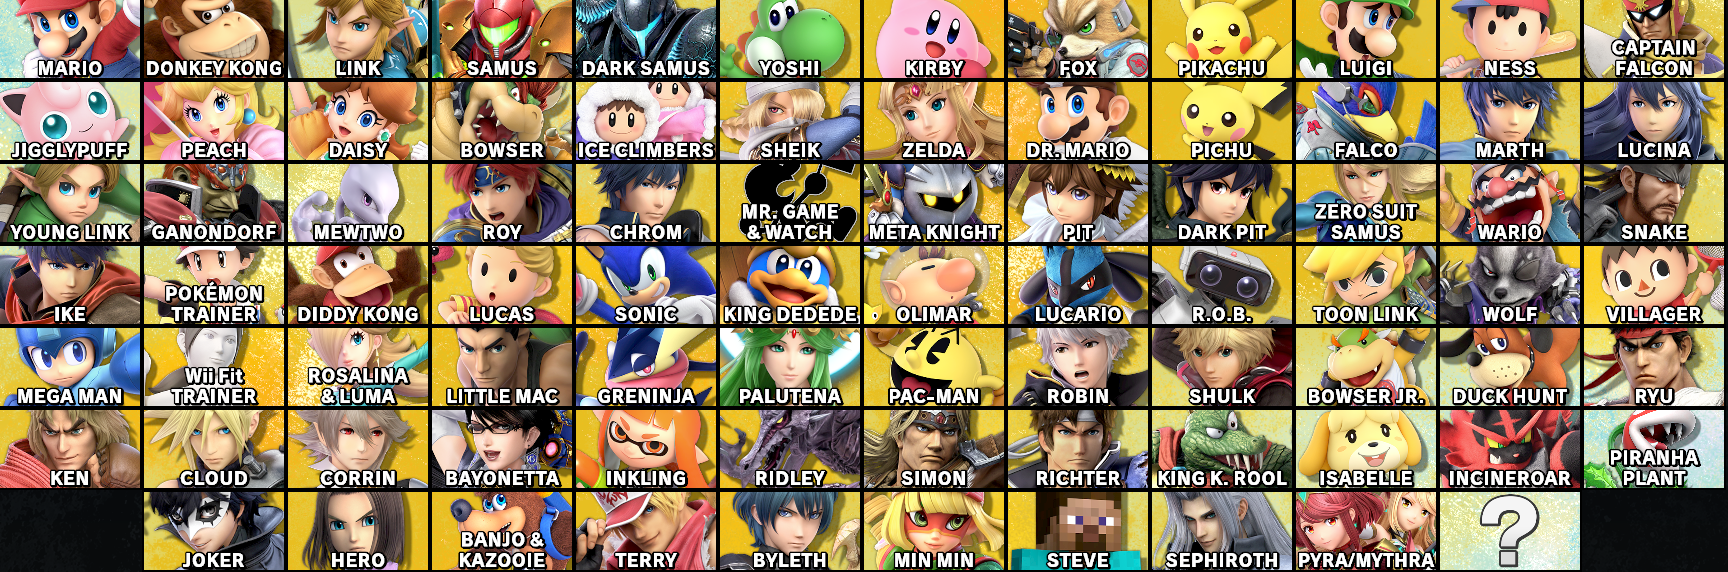 MARIO
DONKEY KONG
LINK
SAMUS
DARK SAMUS
YOSHI
KIRBY
FOX
PIKACHU
LUIGI
NESS
CAPTAIN
FALCON
JIGGLYPUFF
PEACH
DAISY
BOWSER
ICE CLIMBERS
SHEIK
ZELDA
DR. MARIO
PICHU
FALCO
MARTH
LUCINA
YOUNG LINK
GANONDORF
MEWTWO
ROY
CHROM
MR. GAME
& WATCH
META KNIGHT
PIT
DARK PIT
ZERO SUIT
SAMUS
WARIO
SNAKE
IKE
POKÉMON
TRAINER
DIDDY KONG
LUCAS
SONIC
KING DEDEDE
OLIMAR
LUCARIO
R.O.B.
TOON LINK
WOLF
VILLAGER
MEGA MAN
Wii Fit
TRAINER
ROSALINA
& LUMA
LITTLE MAC
GRENINJA
PALUTENA
PAC-MAN
ROBIN
SHULK
BOWSER JR.
DUCK HUNT
RYU
KEN
CLOUD
CORRIN
BAYONETTA
INKLING
RIDLEY
SIMON
RICHTER
KING K. ROOL
ISABELLE
INCINEROAR
PIRANHA
PLANT
JOKER
HERO
BANJO &
KAZOOIE
TERRY
BYLETH
MIN MIN
STEVE
SEPHIROTH
PYRA/MYTHRA
?